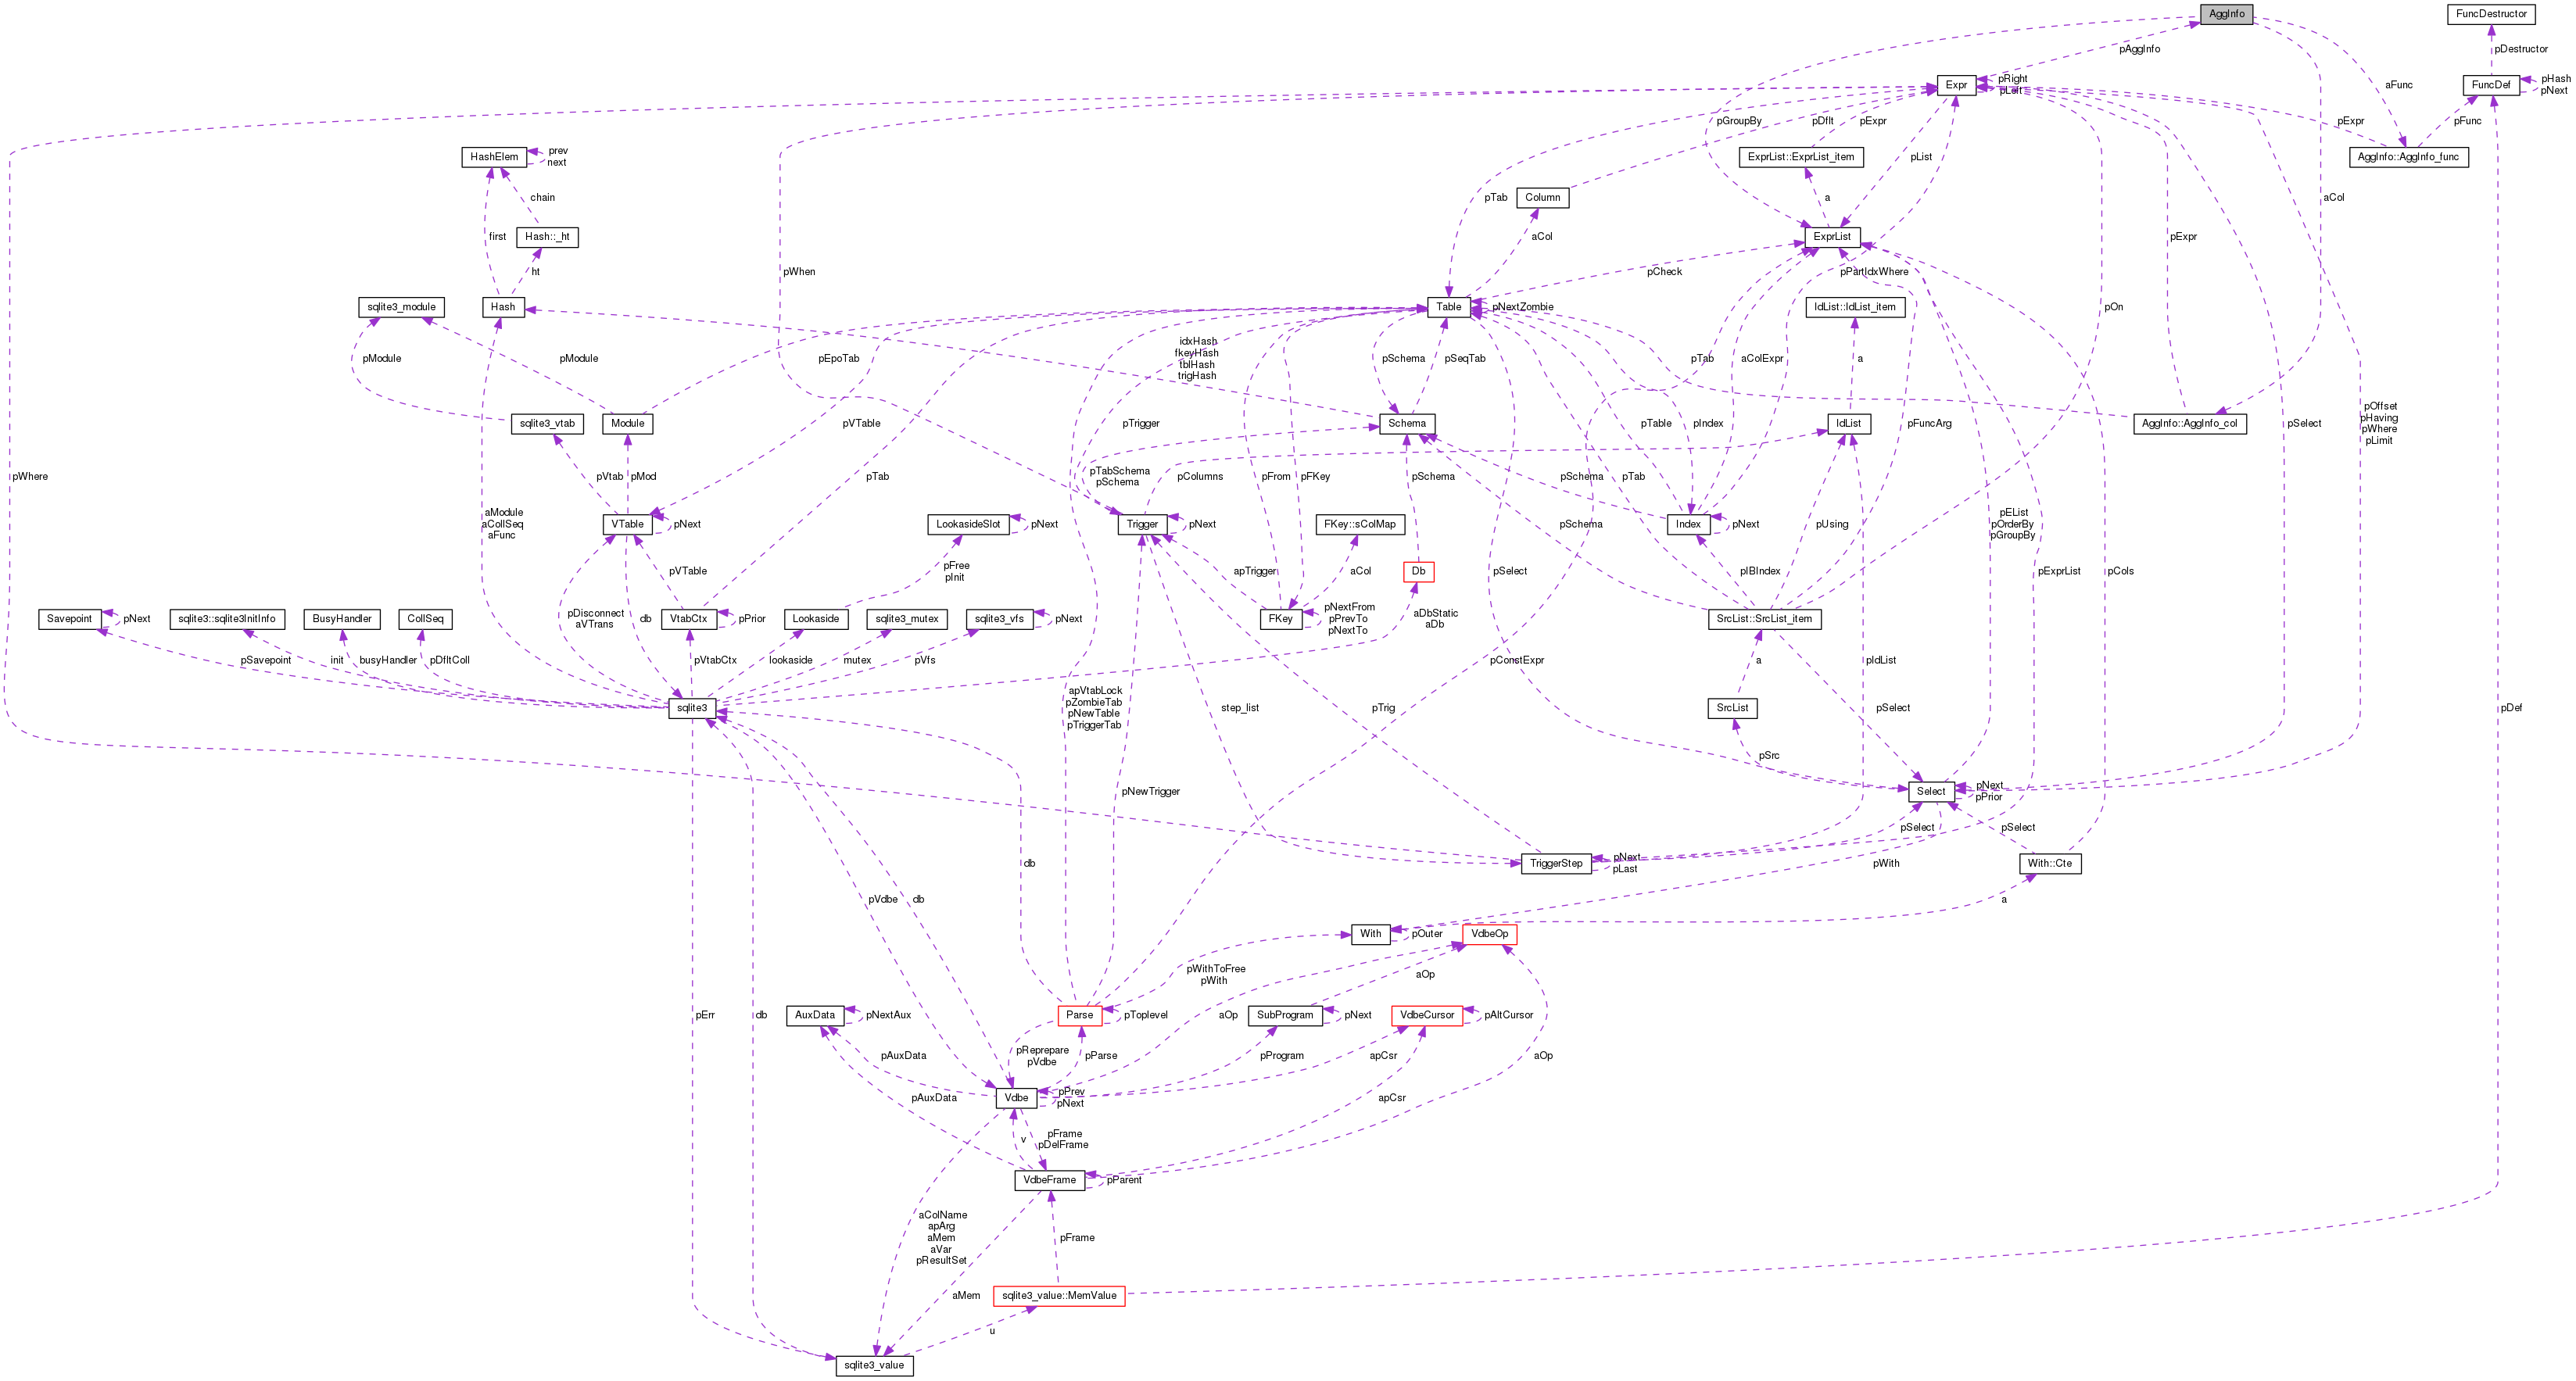 AggInfo
FuncDestructor
pAggInfo
pDestructor
Expr
pRight
pLeft
FuncDef
pHash
pNext
aFunc
pGroupBy
pDflt
pExpr
pExpr
pFunc
HashElem
prev
next
ExprList::ExprList_item
pList
AggInfo::AggInfo_func
chain
pTab
Column
a
aCol
first
Hash::_ht
aCol
ExprList
pExpr
ht
pWhen
pCheck
pPartIdxWhere
sqlite3_module
Hash
Table
pNextZombie
IdList::IdList_item
pOn
pModule
pModule
pEpoTab
idxHash
fkeyHash
tblHash
trigHash
pSchema
pSeqTab
pTab
aColExpr
a
sqlite3_vtab
Module
pVTable
pTrigger
Schema
pTable
pIndex
IdList
pFuncArg
AggInfo::AggInfo_col
pSelect
pOffset
pHaving
pWhere
pLimit
pWhere
pVtab
pMod
pTab
pTabSchema
pSchema
pColumns
pFrom
pFKey
pSchema
pSchema
pTab
aModule
aCollSeq
aFunc
VTable
pNext
LookasideSlot
pNext
Trigger
pNext
FKey::sColMap
pSchema
Index
pNext
pUsing
pEList
pOrderBy
pGroupBy
pVTable
pFree
pInit
apTrigger
aCol
Db
pSelect
pIBIndex
pExprList
pCols
Savepoint
pNext
sqlite3::sqlite3InitInfo
BusyHandler
CollSeq
pDisconnect
aVTrans
db
VtabCtx
pPrior
Lookaside
sqlite3_mutex
sqlite3_vfs
pNext
FKey
pNextFrom
pPrevTo
pNextTo
aDbStatic
aDb
SrcList::SrcList_item
pSavepoint
init
busyHandler
pDfltColl
pVtabCtx
lookaside
mutex
pVfs
pConstExpr
a
pIdList
sqlite3
apVtabLock
pZombieTab
pNewTable
pTriggerTab
step_list
pTrig
SrcList
pSelect
pDef
pSrc
pNewTrigger
Select
pNext
pPrior
pSelect
pSelect
db
TriggerStep
pNext
pLast
pWith
With::Cte
pVdbe
db
a
With
pOuter
VdbeOp
pWithToFree
pWith
aOp
pErr
db
AuxData
pNextAux
Parse
pToplevel
aOp
SubProgram
pNext
VdbeCursor
pAltCursor
pAuxData
pReprepare
pVdbe
pParse
pProgram
apCsr
aOp
pAuxData
Vdbe
pPrev
pNext
apCsr
v
pFrame
pDelFrame
VdbeFrame
pParent
aColName
apArg
aMem
aVar
pResultSet
pFrame
aMem
sqlite3_value::MemValue
u
sqlite3_value